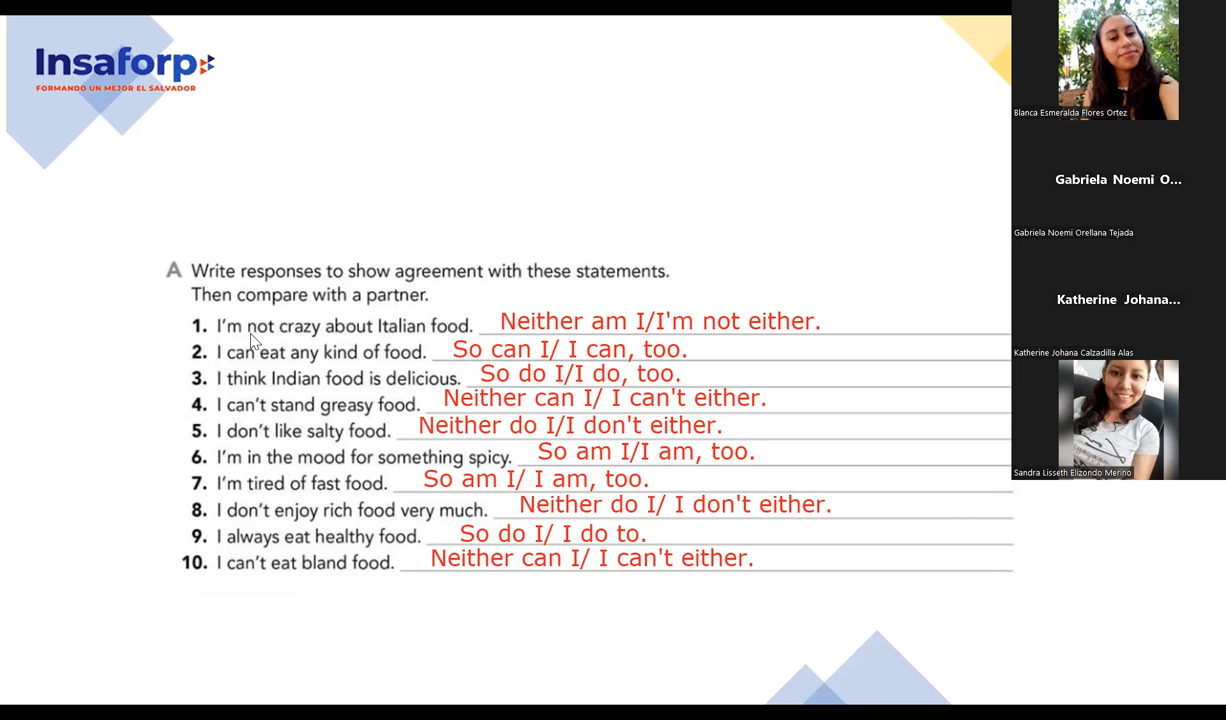 Insaforp
FORMANDO UN MEJOR EL SALVADOR
A Write responses to show agreement with these statements.
Then compare with a partner.
1. I'm not crazy about Italian food. Neither am I/I'm not either.
2. I can eat any kind of food. So can I/ I can, too.
3. I think Indian food is delicious. So do I/I do, too.
4. I can't stand greasy food. Neither can I/ I can't either.
5. I don't like salty food. Neither do I/I don't either.
6. I'm in the mood for something spicy. So am I/I am, too.
7. I'm tired of fast food. So am I/ I am, too.
8. I don't enjoy rich food very much. Neither do I/ I don't either.
9. I always eat healthy food. So do I/ I do to.
10. I can't eat bland food. Neither can I/ I can't either.
Blanca Esmeralda Flores Ortez
Gabriela Noemi O...
Gabriela Noemi Orellana Tejada
Katherine Johana...
Katherine Johana Calzadilla Alas
Sandra Lisseth Elizondo Merino